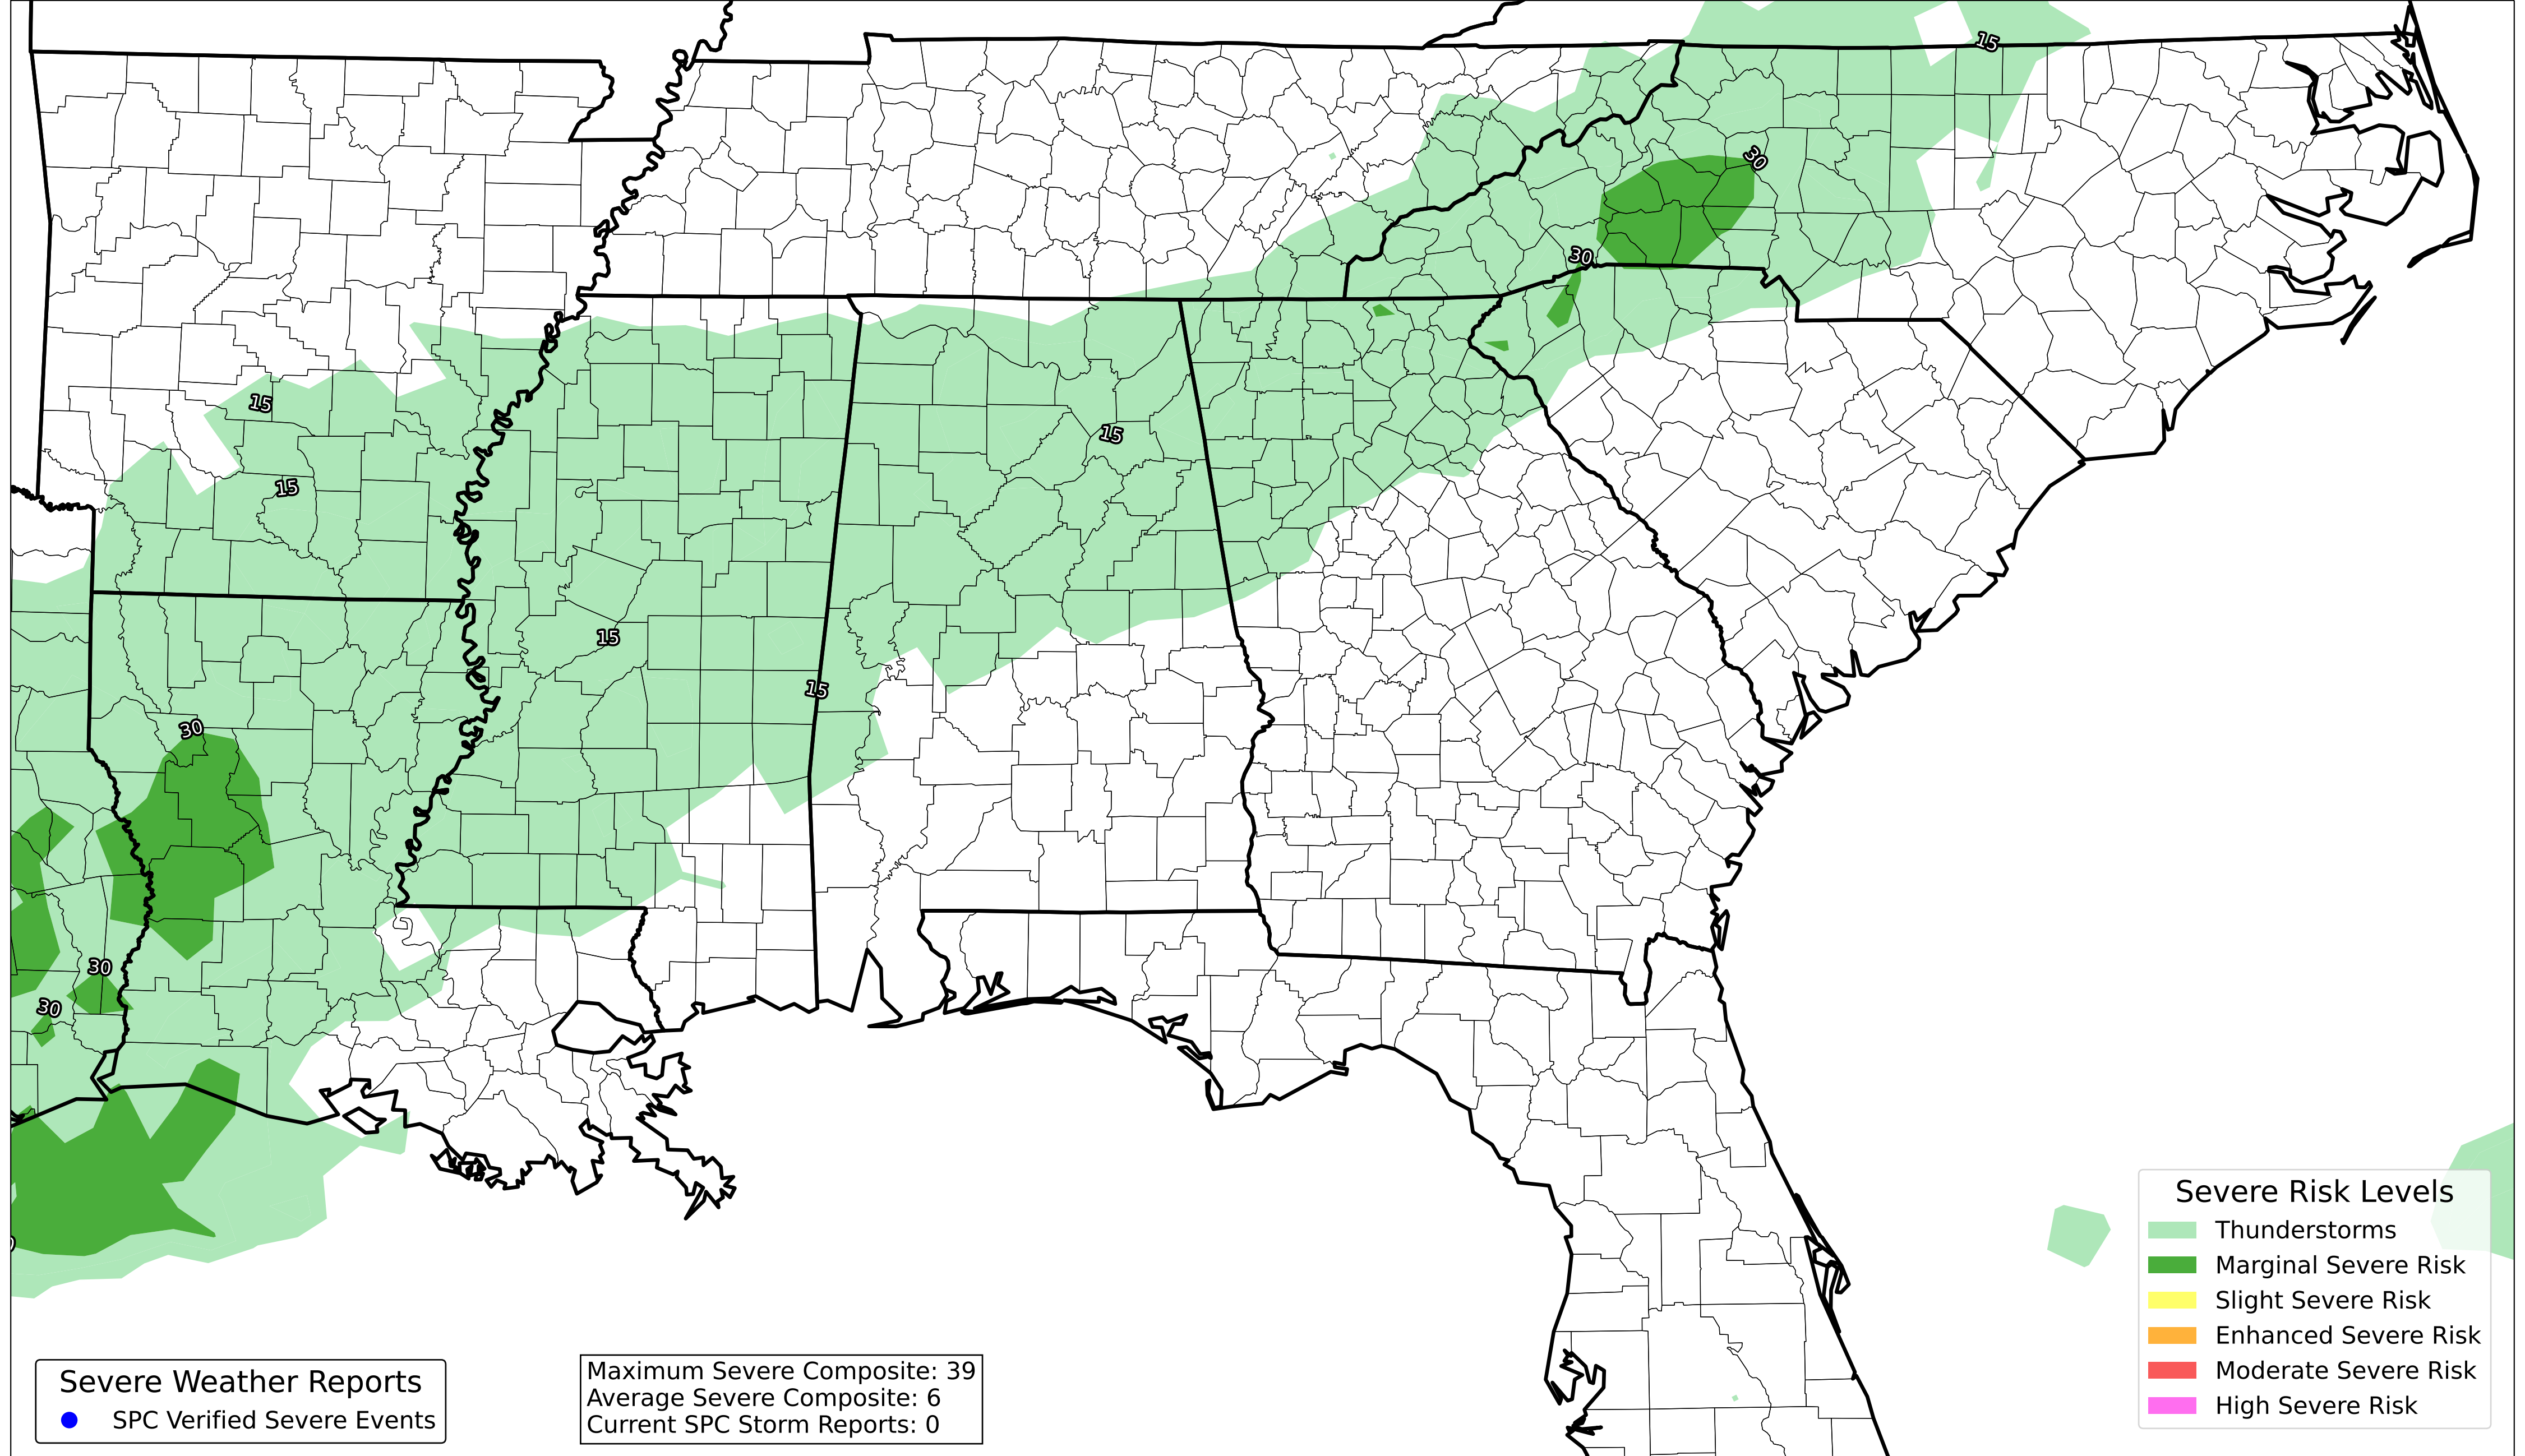 15
30
30
15
15
15
15
15
30
30
30
Severe Risk Levels
Thunderstorms
Marginal Severe Risk
Slight Severe Risk
Enhanced Severe Risk
Moderate Severe Risk
High Severe Risk
Severe Weather Reports
SPC Verified Severe Events
Maximum Severe Composite: 39
Average Severe Composite: 6
Current SPC Storm Reports: 0